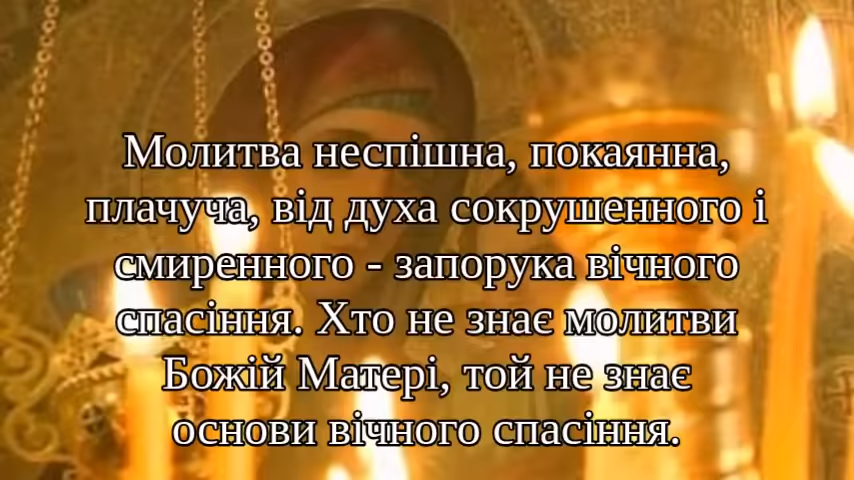 Молитва неспішна, покаянна,
плачуча, від духа сокрушенного і
смиренного - запорука вічного
спасіння. Хто не знає молитви
Божій Матері, той не знає
основи вічного спасіння.